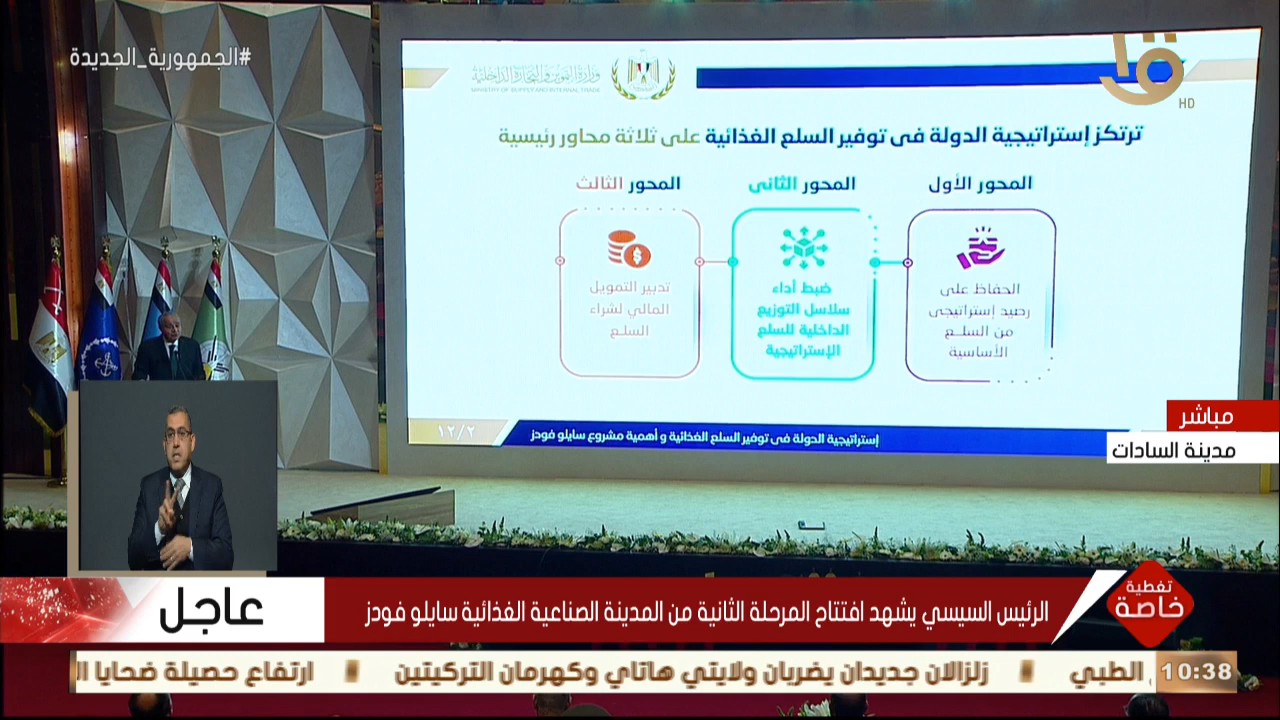 #الجمهورية_الجديدة
HD
وزارة التموين والتجارة الداخلية
MINISTRY OF SUPPLY AND INTERNAL TRADE
ترتكز إستراتيجية الدولة فى توفير السلع الغذائية على ثلاثة محاور رئيسية
المحور الأول
الحفاظ على
رصيد إستراتيجى
من السلع
الأساسية
المحور الثانى
ضبط أداء
سلاسل التوزيع
الداخلية للسلع
الإستراتيجية
المحور الثالث
تدبير التمويل
المالي لشراء
السلع
إستراتيجية الدولة فى توفير السلع الغذائية و أهمية مشروع سايلو فودز
١٢/٢
مباشر
مدينة السادات
تغطية
خاصة
الرئيس السيسي يشهد افتتاح المرحلة الثانية من المدينة الصناعية الغذائية سايلو فودز
عاجل
10:38
الطبي زلزالان جديدان يضربان ولايتي هاتاي وكهرمان التركيتين ارتفاع حصيلة ضحايا